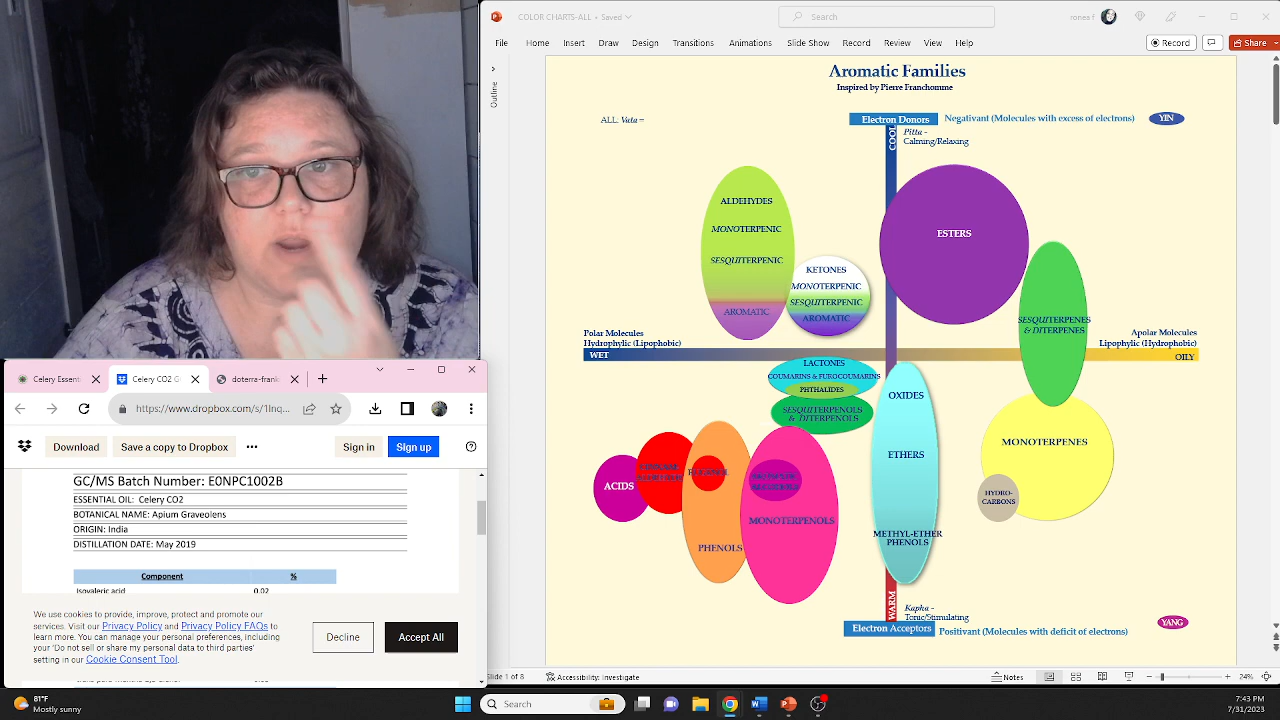 COLOR CHARTS-ALL • Saved
Search
ronea f
File Home Insert Draw Design Transitions Animations Slide Show Record Review View Help
Record
Share
Outline
Aromatic Families
Inspired by Pierre Franchomme
ALL: Vata =
Electron Donors
Negativant (Molecules with excess of electrons)
YIN
COOL
Pitta -
Calming/Relaxing
ALDEHYDES
MONOTERPENIC
SESQUITERPENIC
AROMATIC
KETONES
MONOTERPENIC
SESQUITERPENIC
AROMATIC
ESTERS
SESQUITERPENES
& DITERPENES
Polar Molecules
Hydrophylic (Lipophobic)
WET
Apolar Molecules
Lipophylic (Hydrophobic)
OILY
LACTONES
COUMARINS & FUROCOUMARINS
PHTHALIDES
SESQUITERPENOLS
& DITERPENOLS
OXIDES
ETHERS
METHYL-ETHER
PHENOLS
MONOTERPENES
HYDRO-
CARBONS
ACIDS
PHENOLS
MONOTERPENOLS
WARM
Kapha -
Tonic/Stimulating
Electron Acceptors
Positivant (Molecules with deficit of electrons)
YANG
Slide 1 of 8
Accessibility: Investigate
Notes
24%
Celery Essent
Celery CO2 G
doterra-frank
https://www.dropbox.com/s/1lnq...
Download
Save a copy to Dropbox
Sign in
Sign up
GC/MS Batch Number: E0NPC1002B
ESSENTIAL OIL: Celery CO2
BOTANICAL NAME: Apium Graveolens
ORIGIN: India
DISTILLATION DATE: May 2019
Component %
Isovaleric acid 0.02
We use cookies to provide, improve, protect and promote our
services. Visit our Privacy Policy and Privacy Policy FAQs to
learn more. You can manage your personal preferences, including
your 'Do not sell or share my personal data to third parties'
setting in our Cookie Consent Tool.
Decline
Accept All
81°F
Mostly sunny
Search
7:43 PM
7/31/2023